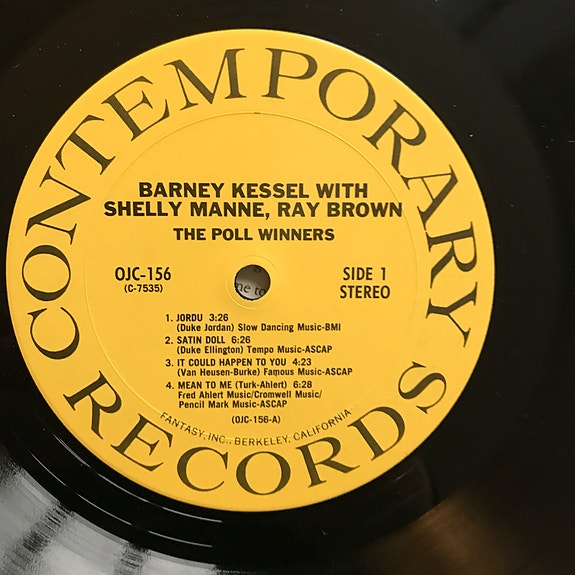 CONTEMPORARY RECORDS
BARNEY KESSEL WITH
SHELLY MANNE, RAY BROWN
THE POLL WINNERS
OJC-156
(C-7535)
SIDE 1
STEREO
1. JORDU 3:26
(Duke Jordan) Slow Dancing Music-BMI
2. SATIN DOLL 6:26
(Duke Ellington) Tempo Music-ASCAP
3. IT COULD HAPPEN TO YOU 4:23
(Van Heusen-Burke) Famous Music-ASCAP
4. MEAN TO ME (Turk-Ahlert) 6:28
Fred Ahlert Music/Cromwell Music/
Pencil Mark Music-ASCAP
(OJC-156-A)
FANTASY, INC., BERKELEY, CALIFORNIA